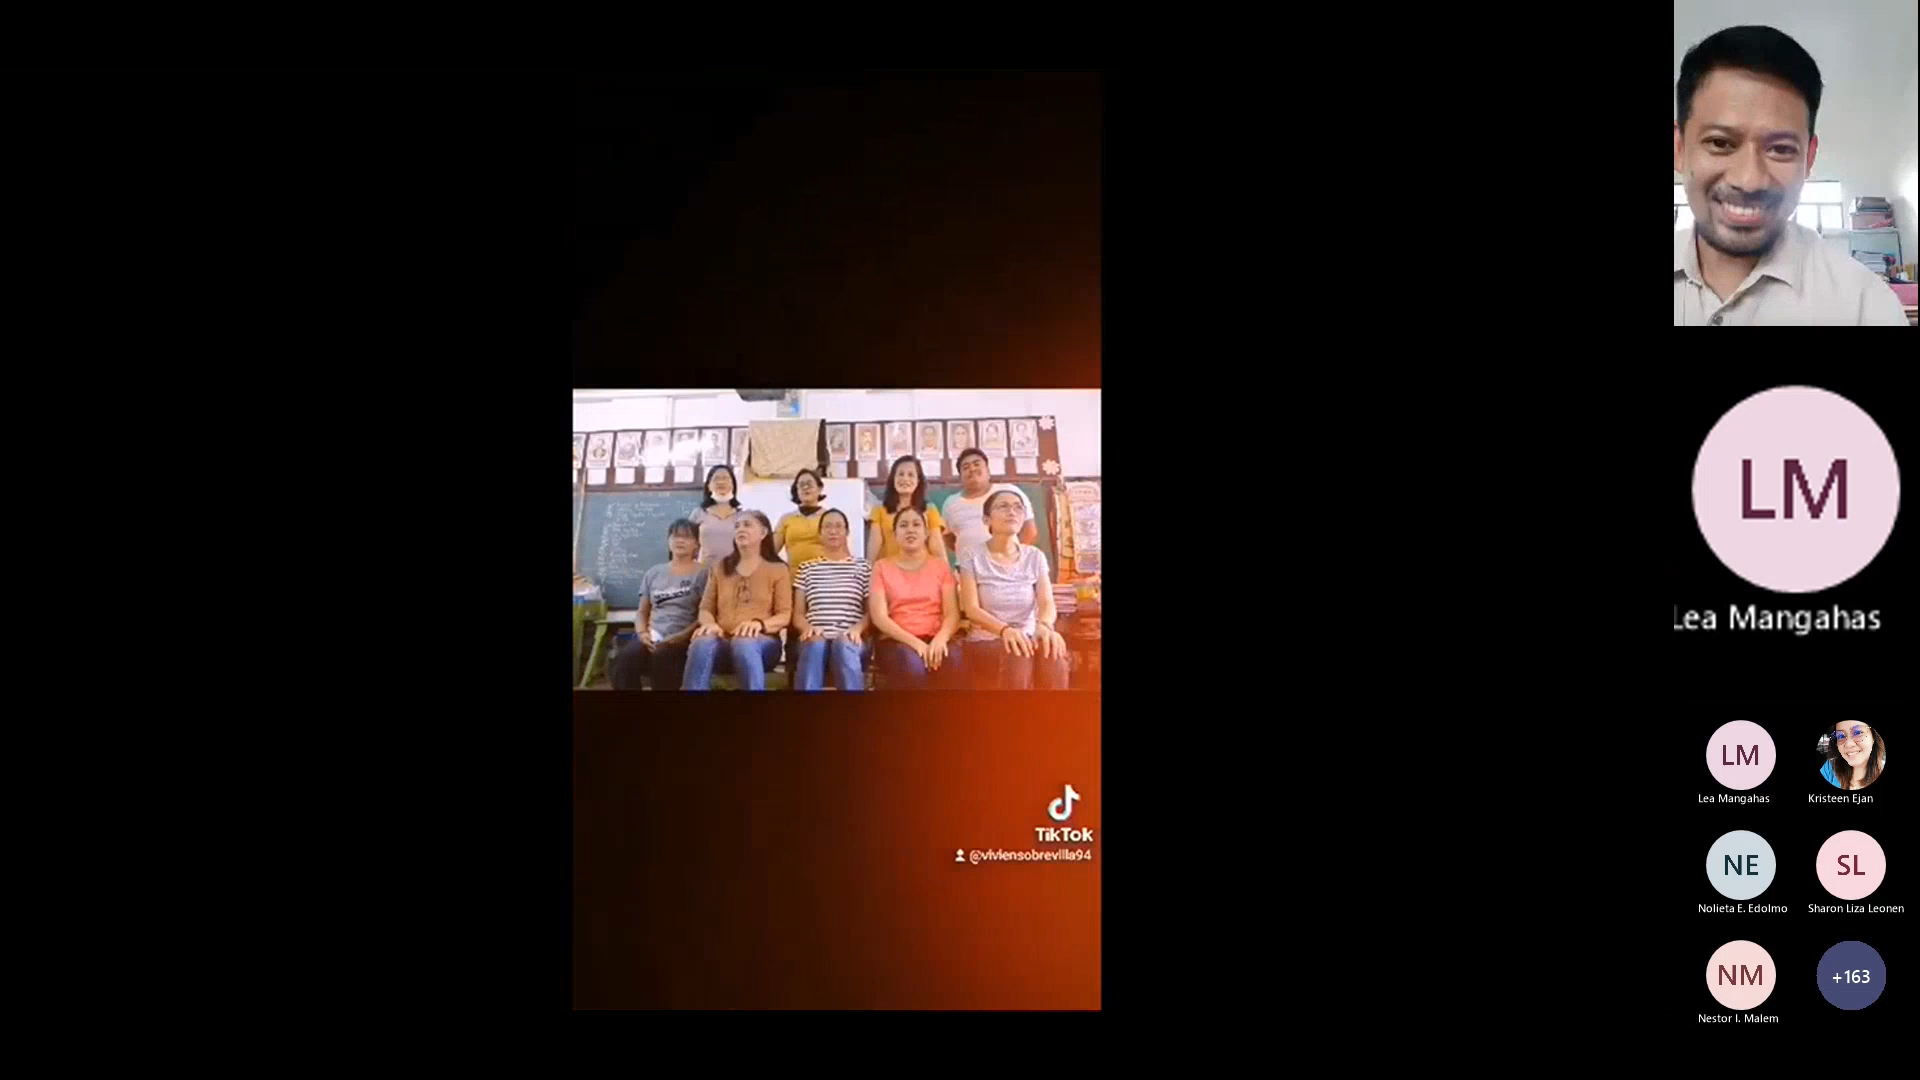 TikTok
@viviensobrevilla94
LM
Lea Mangahas
LM
Lea Mangahas
Kristeen Ejan
NE
Nolieta E. Edolmo
SL
Sharon Liza Leonen
NM
Nestor I. Malem
+163